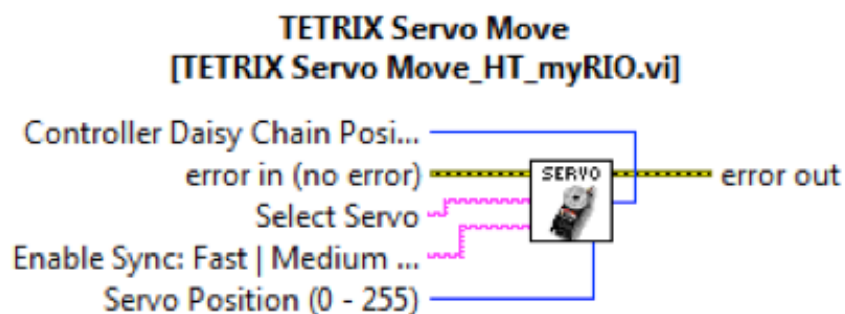 TETRIX Servo Move
[TETRIX Servo Move_HT_myRIO.vi]
Controller Daisy Chain Posi...
error in (no error)
SERVO
error out
Select Servo
Enable Sync: Fast | Medium ...
Servo Position (0 - 255)